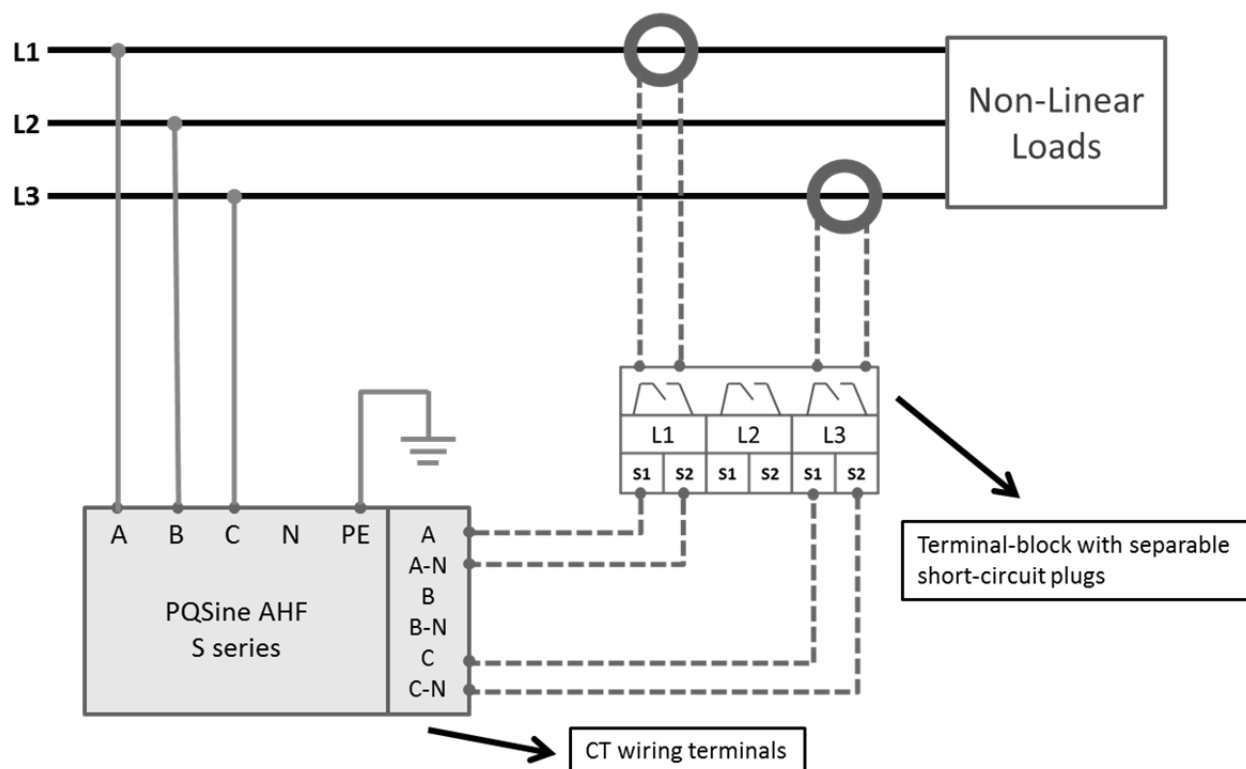 L1
Non-Linear
Loads
L2
L3
L1 L2 L3
S1 S2 S1 S2 S1 S2
A B C N PE
A
A-N
B
B-N
C
C-N
PQSine AHF
S series
Terminal-block with separable
short-circuit plugs
CT wiring terminals